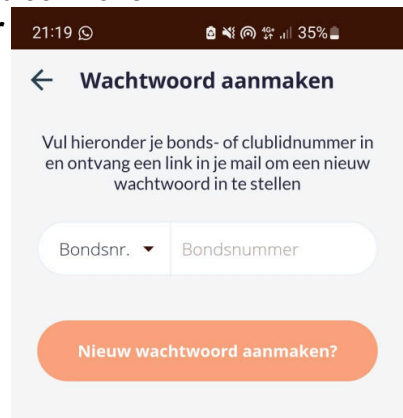 21:19 35%
Wachtwoord aanmaken
Vul hieronder je bonds- of clublidnummer in
en ontvang een link in je mail om een nieuw
wachtwoord in te stellen
Bondsnr. Bondsnummer
Nieuw wachtwoord aanmaken?